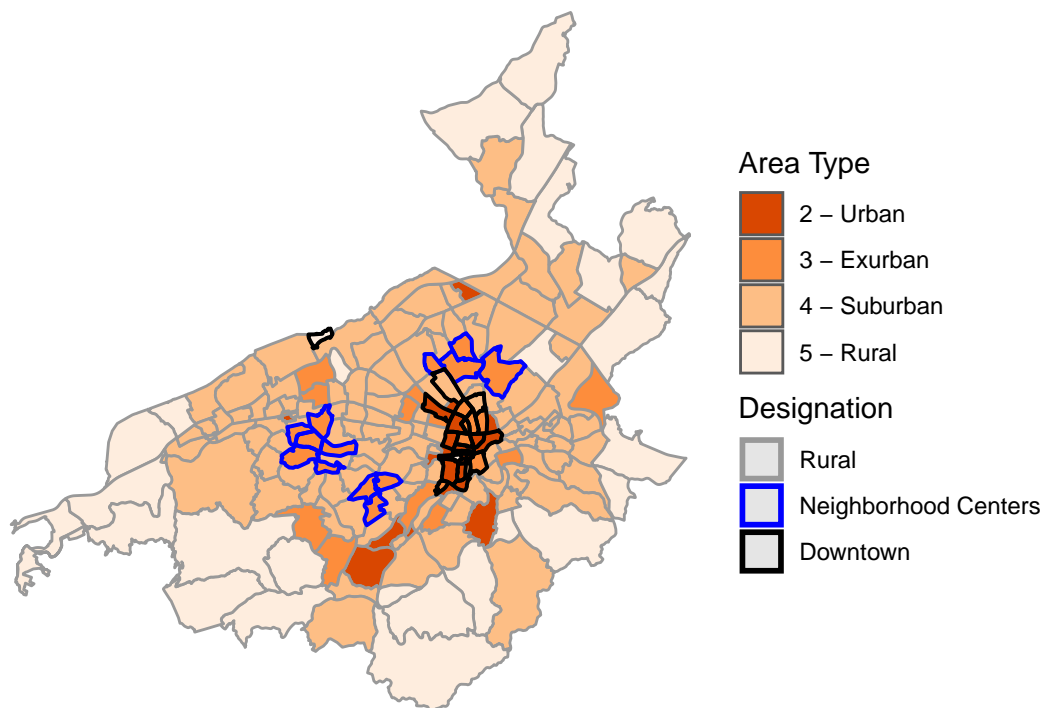 Area Type
2 – Urban
3 – Exurban
4 – Suburban
5 – Rural
Designation
Rural
Neighborhood Centers
Downtown